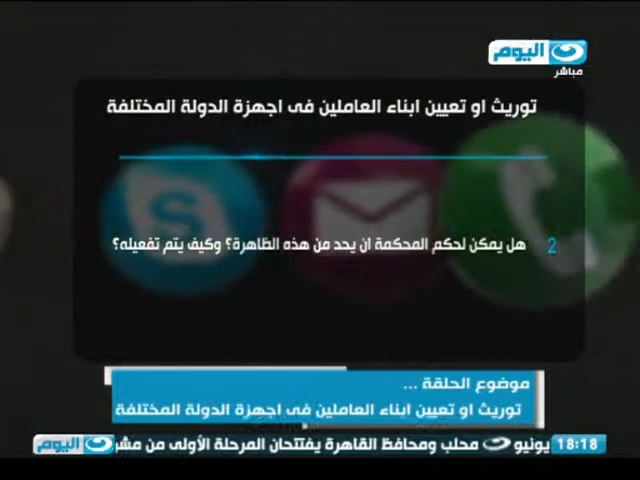 اليوم
مباشر
توريث او تعيين ابناء العاملين فى اجهزة الدولة المختلفة
2 هل يمكن لحكم المحكمة ان يحد من هذه الظاهرة؟ وكيف يتم تفعيله؟
موضوع الحلقة ...
توريث او تعيين ابناء العاملين فى اجهزة الدولة المختلفة
18:18 يونيو محلب ومحافظ القاهرة يفتتحان المرحلة الأولى من مشر اليوم